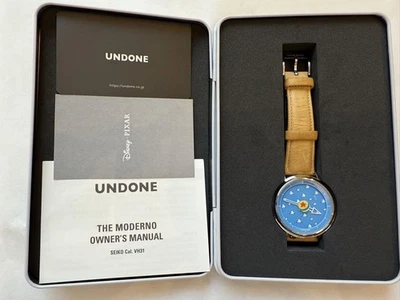 UNDONE
https://undone.co.jp
Disney·PIXAR
UNDONE
THE MODERNO
OWNER'S MANUAL
SEIKO Cal. VH31